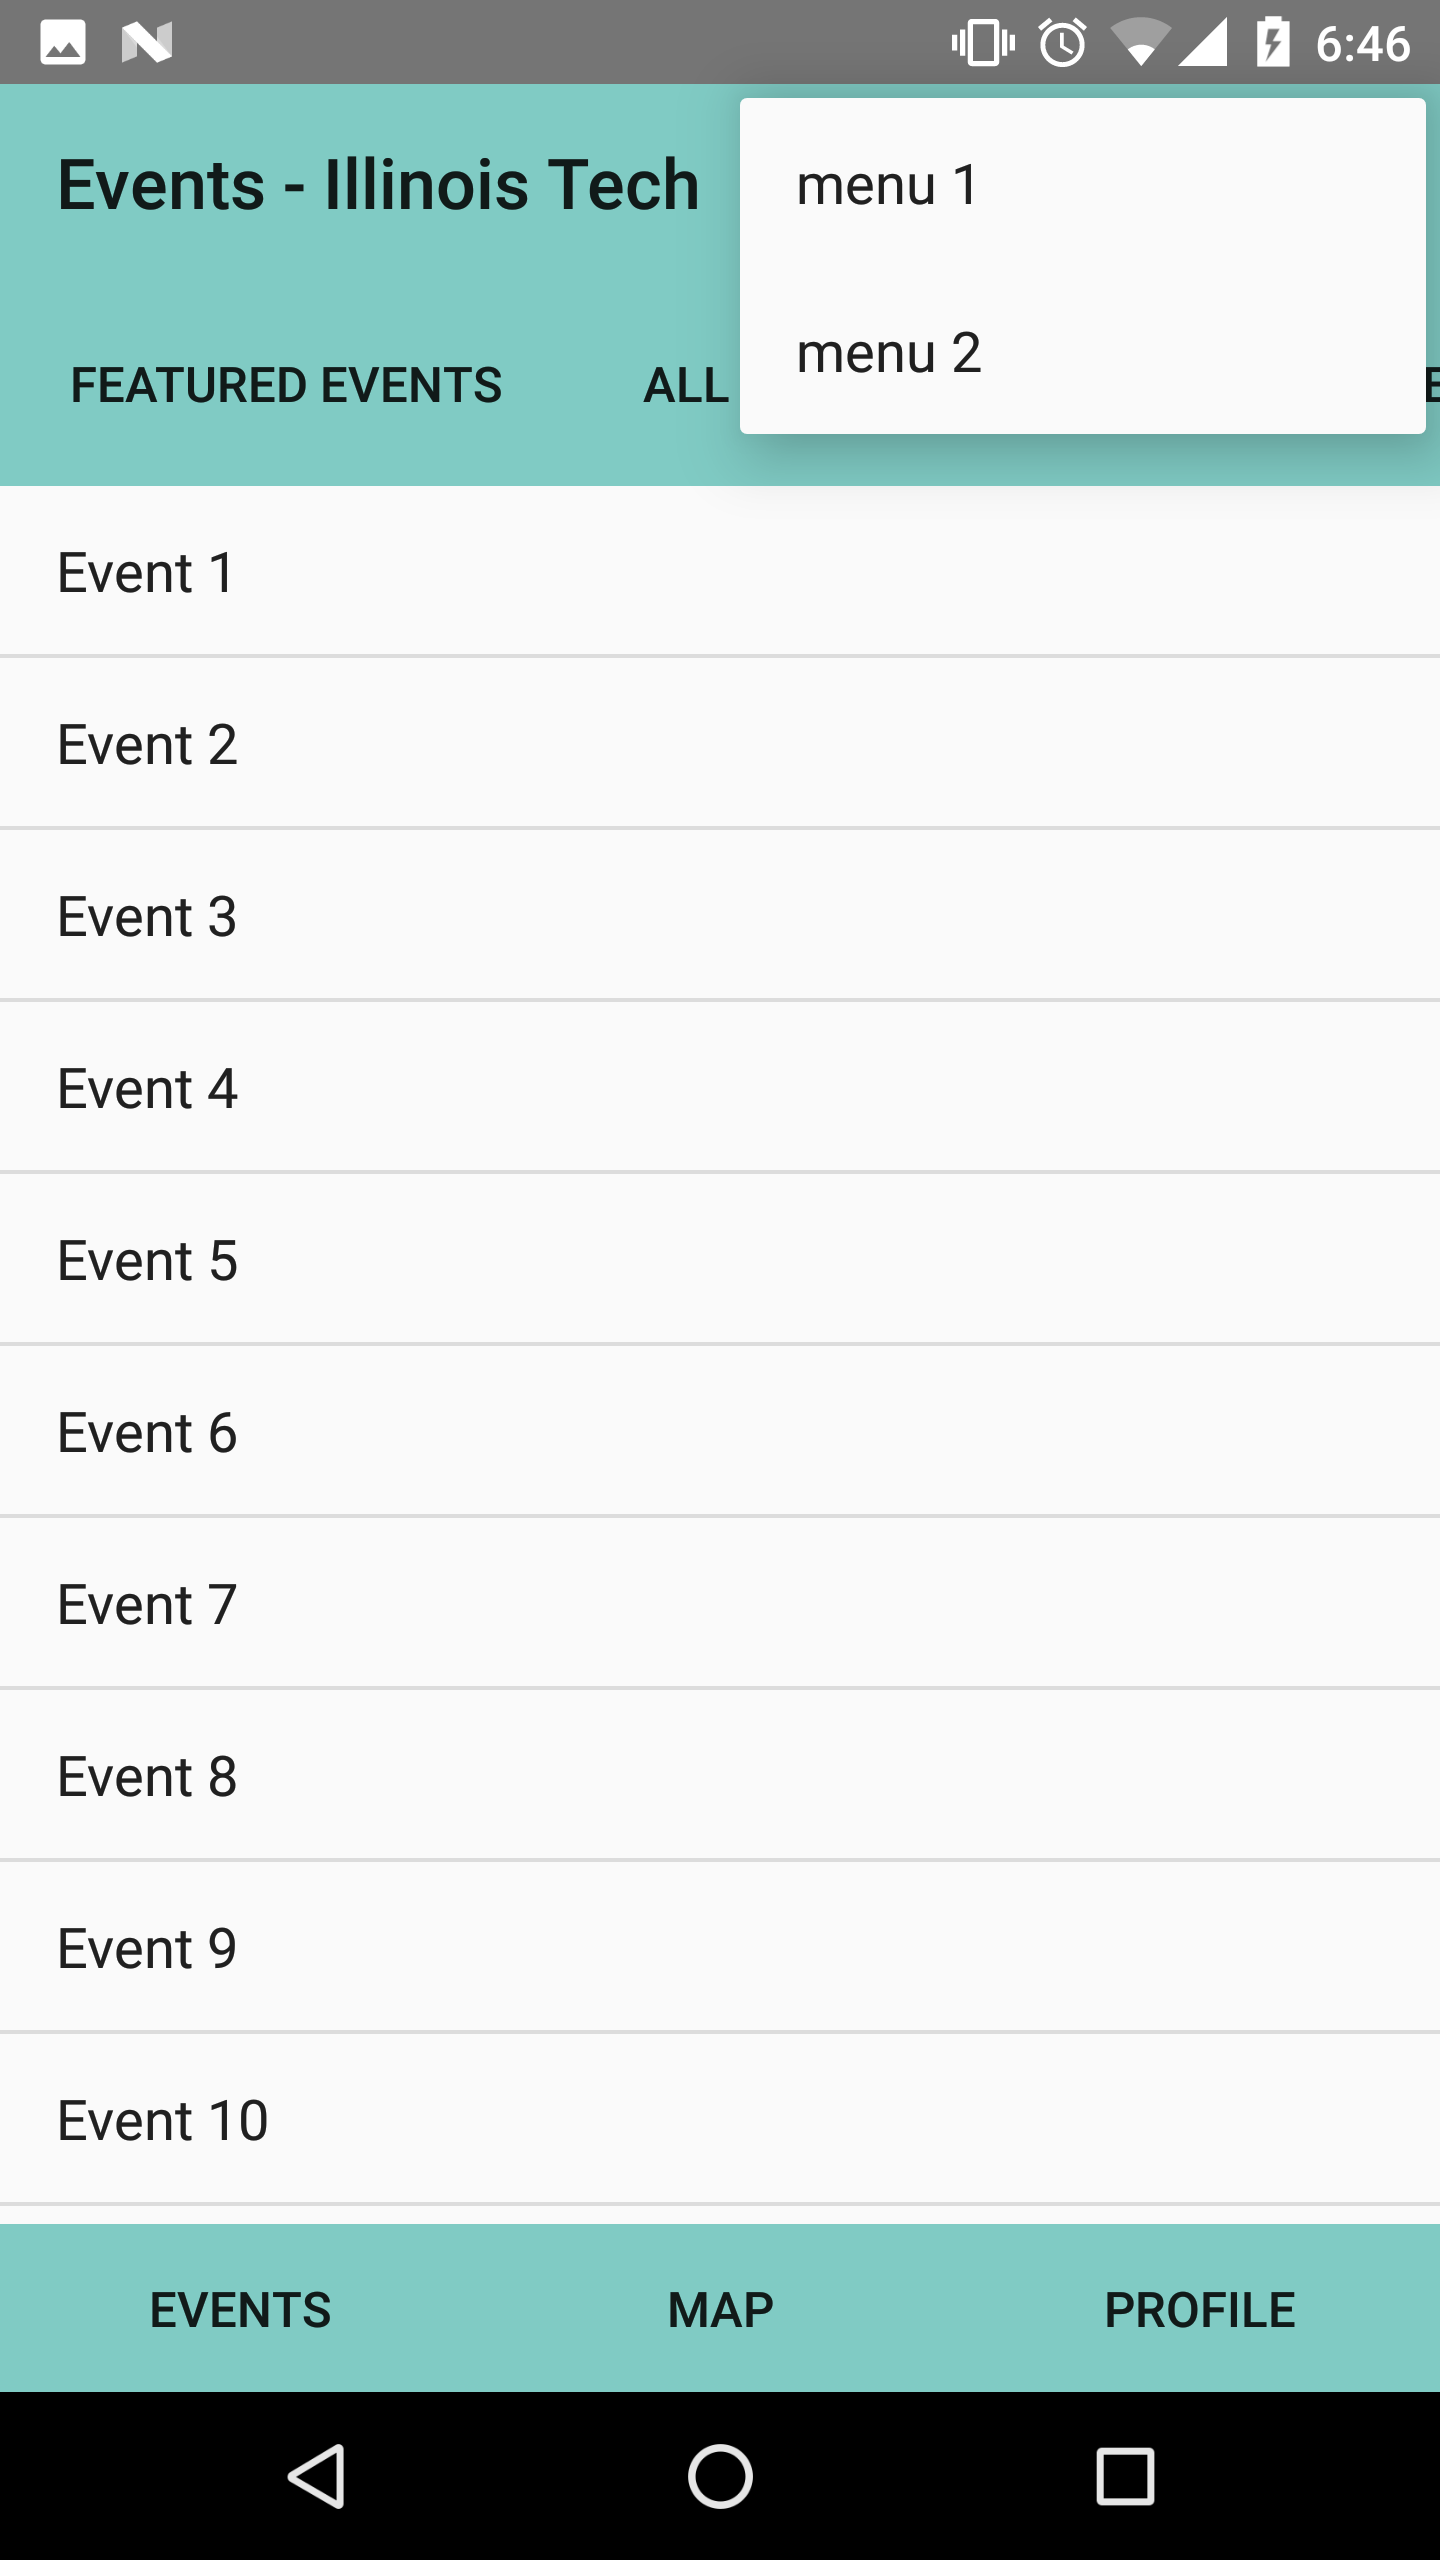 6:46
Events - Illinois Tech
menu 1
menu 2
FEATURED EVENTS
ALL
Event 1
Event 2
Event 3
Event 4
Event 5
Event 6
Event 7
Event 8
Event 9
Event 10
EVENTS
MAP
PROFILE